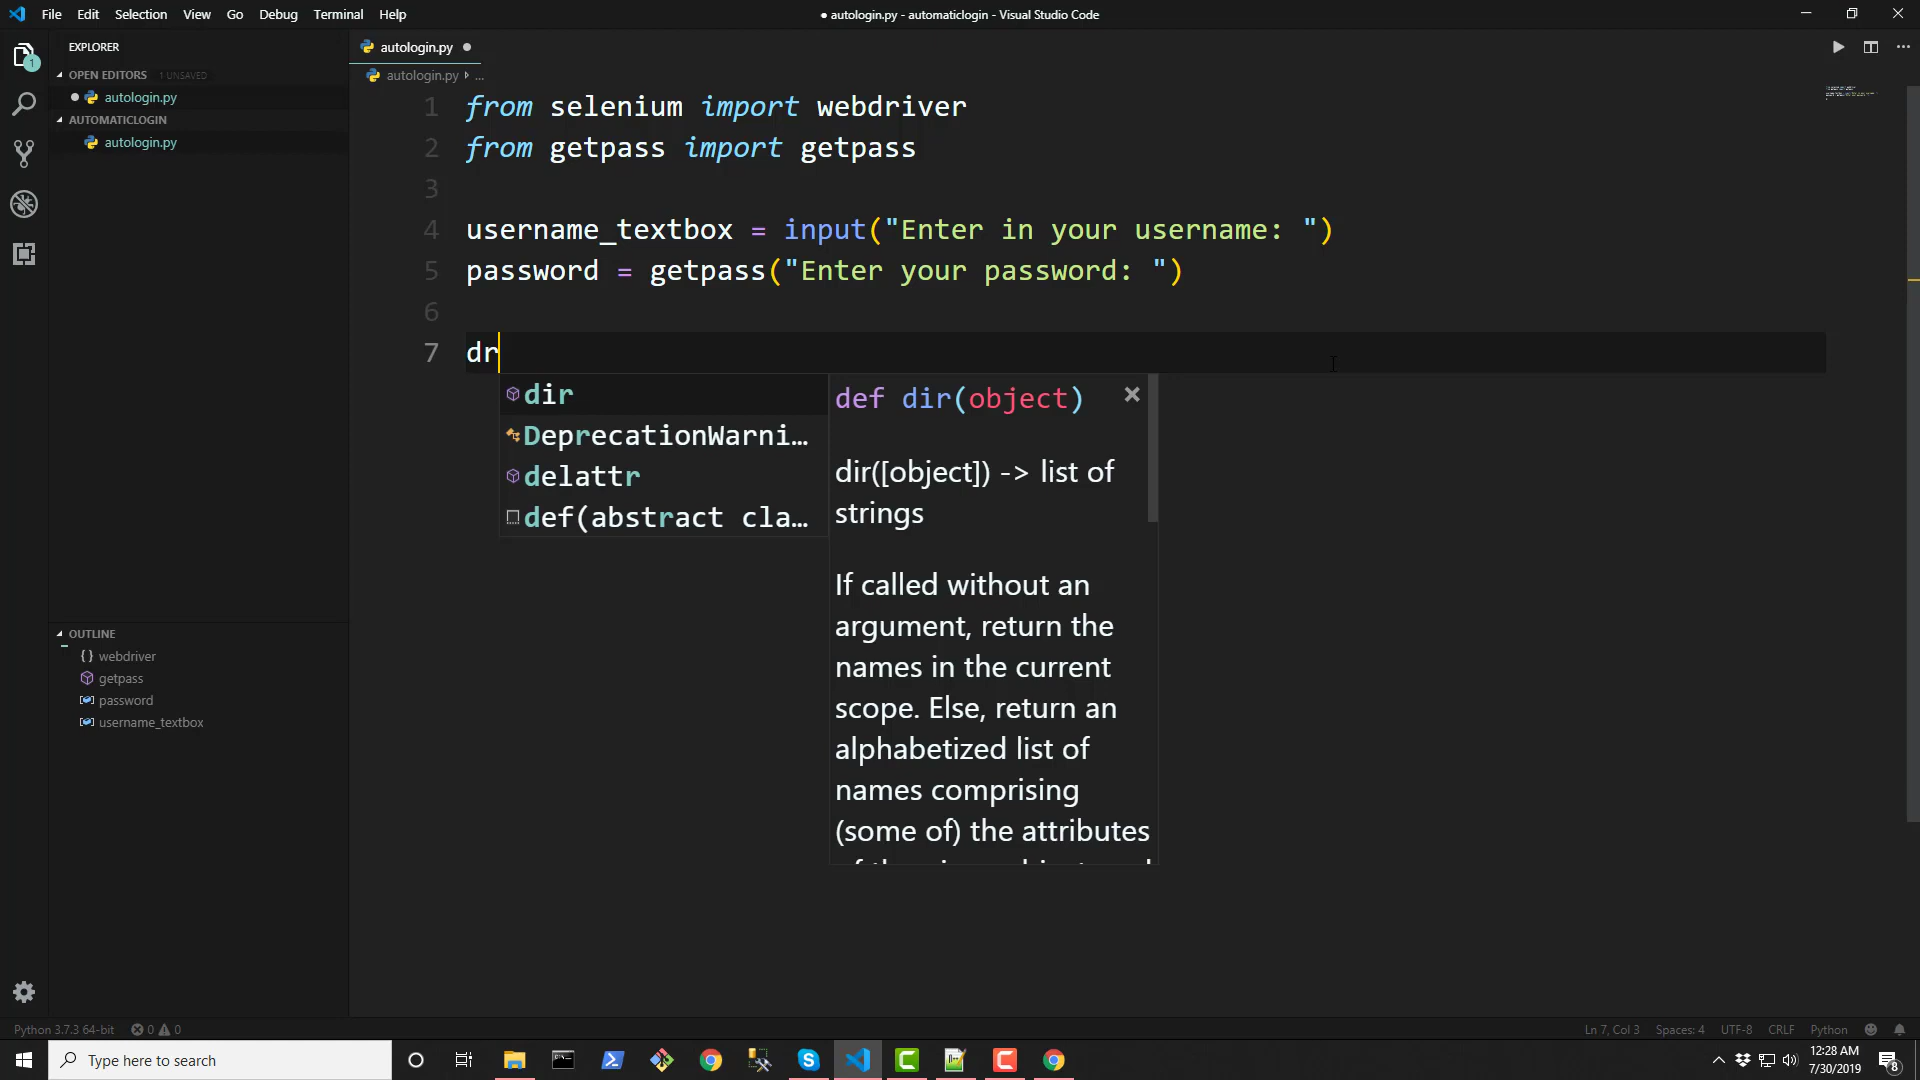 File Edit Selection View Go Debug Terminal Help
● autologin.py - automaticlogin - Visual Studio Code
EXPLORER
OPEN EDITORS 1 UNSAVED
autologin.py
AUTOMATICLOGIN
autologin.py
OUTLINE
webdriver
getpass
password
username_textbox
autologin.py
autologin.py ...
1 from selenium import webdriver
2 from getpass import getpass
3
4 username_textbox = input("Enter in your username: ")
5 password = getpass("Enter your password: ")
6
7 dr
dir
DeprecationWarni...
delattr
def(abstract cla...
def dir(object)
dir([object]) -> list of
strings
If called without an
argument, return the
names in the current
scope. Else, return an
alphabetized list of
names comprising
(some of) the attributes
Python 3.7.3 64-bit 0 0
Ln 7, Col 3 Spaces: 4 UTF-8 CRLF Python
Type here to search
12:28 AM
7/30/2019
8
1